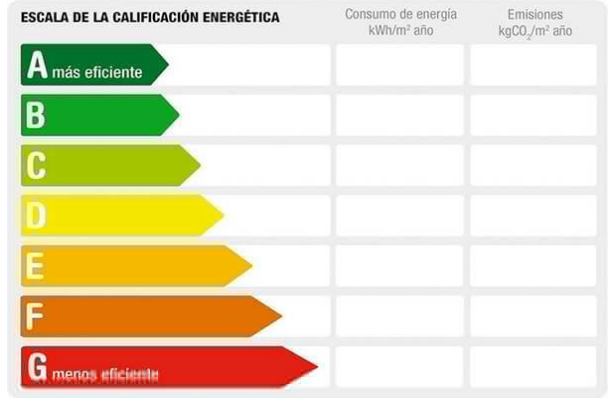 ESCALA DE LA CALIFICACIÓN ENERGÉTICA
Consumo de energía
kWh/m² año
Emisiones
kgCO₂/m² año
A más eficiente
B
C
D
E
F
G menos eficiente